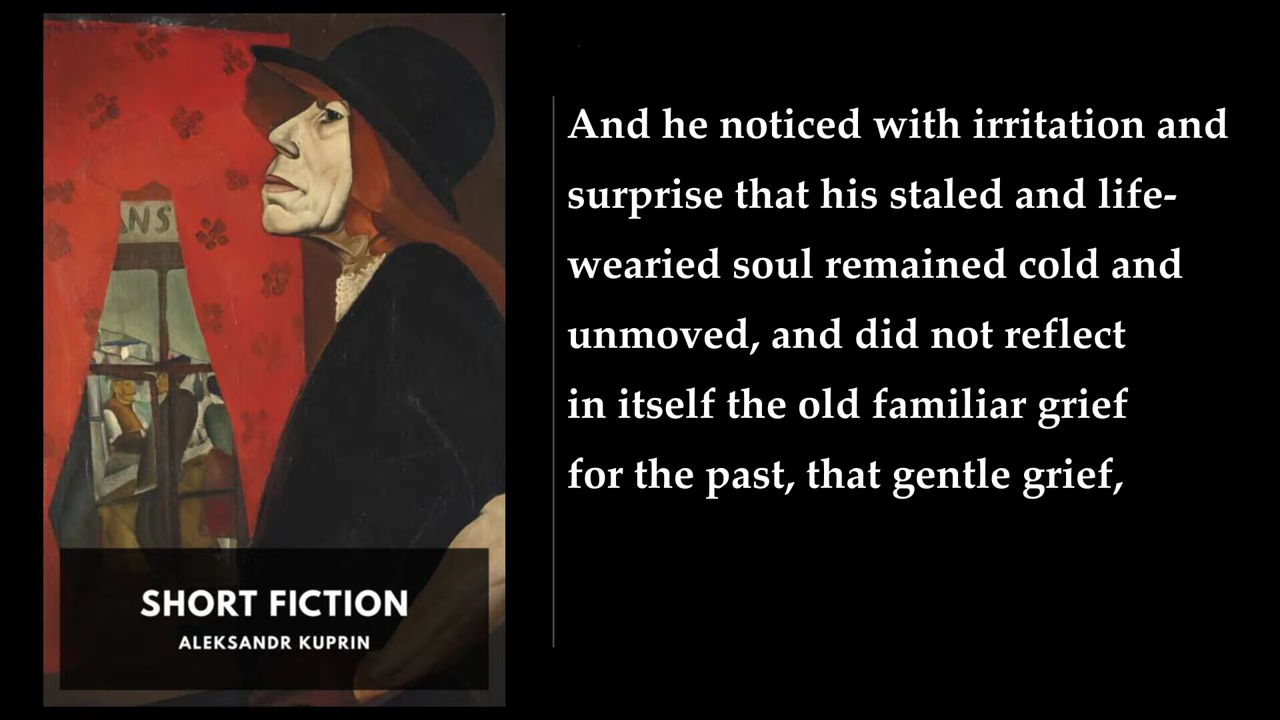 NS
SHORT FICTION
ALEKSANDR KUPRIN
And he noticed with irritation and
surprise that his staled and life-
wearied soul remained cold and
unmoved, and did not reflect
in itself the old familiar grief
for the past, that gentle grief,